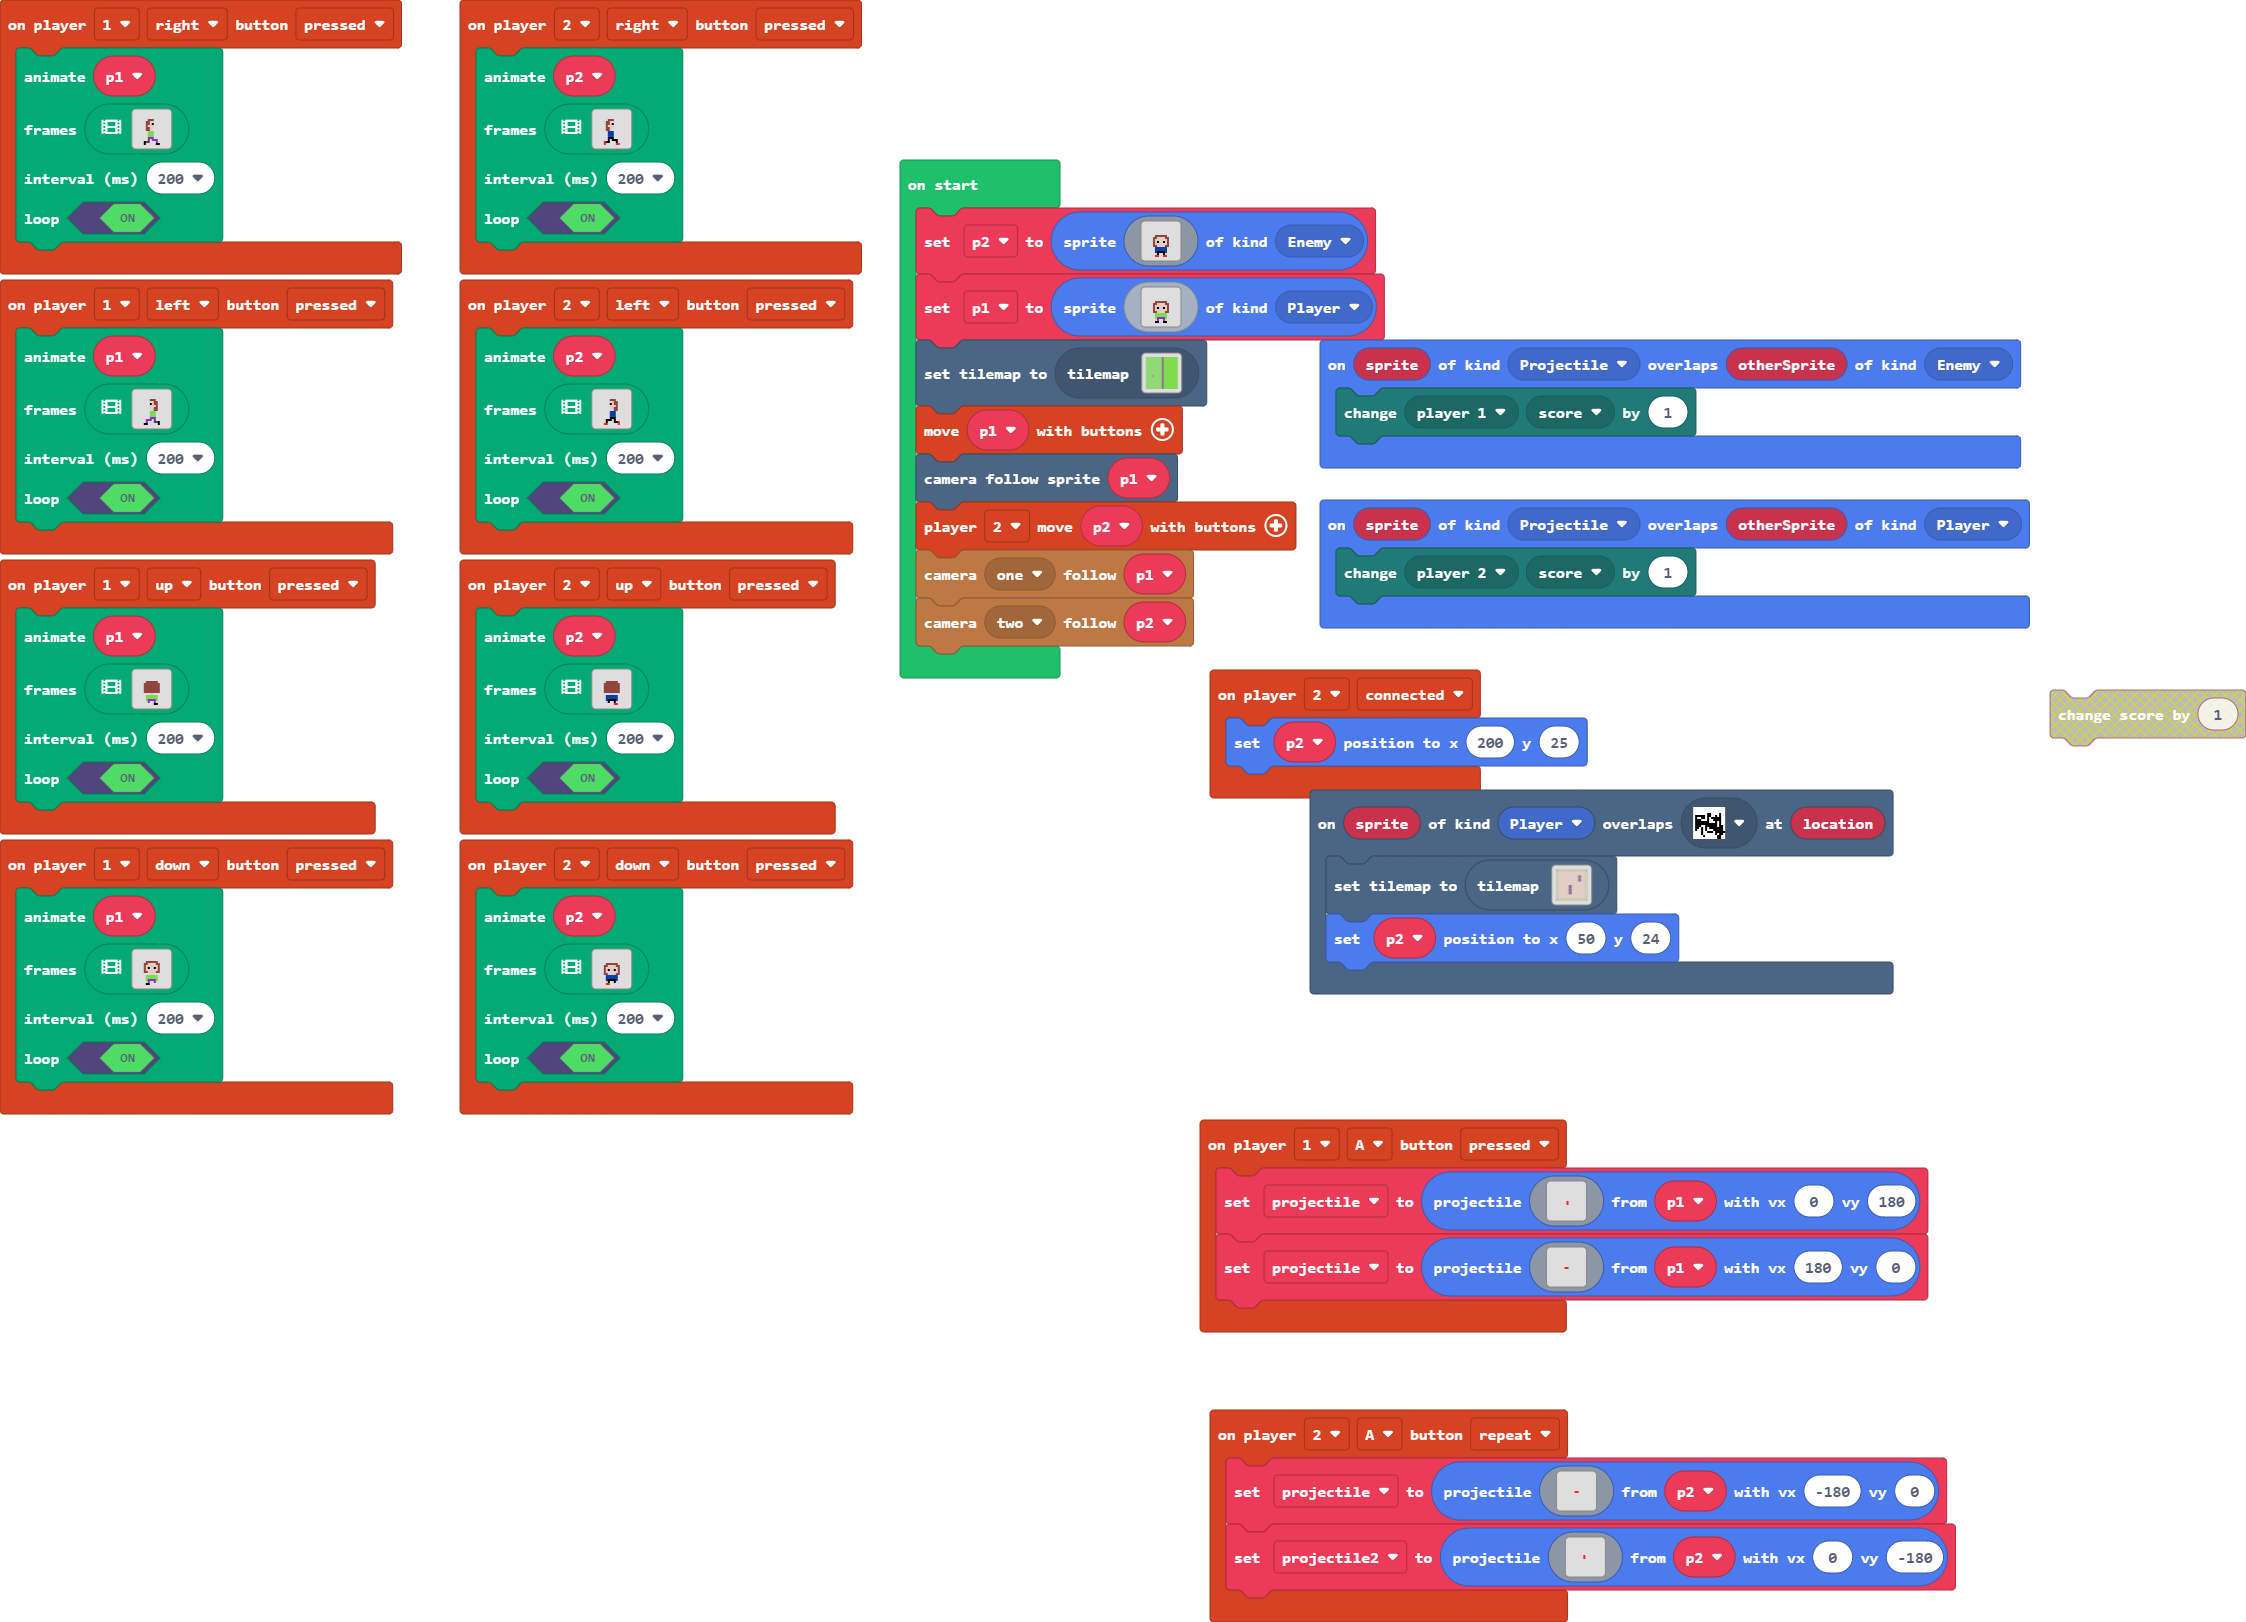 on player 1 right button pressed
animate p1
frames
interval (ms) 200
loop ON
on player 1 left button pressed
animate p1
frames
interval (ms) 200
loop ON
on player 1 up button pressed
animate p1
frames
interval (ms) 200
loop ON
on player 1 down button pressed
animate p1
frames
interval (ms) 200
loop ON
on player 2 right button pressed
animate p2
frames
interval (ms) 200
loop ON
on player 2 left button pressed
animate p2
frames
interval (ms) 200
loop ON
on player 2 up button pressed
animate p2
frames
interval (ms) 200
loop ON
on player 2 down button pressed
animate p2
frames
interval (ms) 200
loop ON
on start
set p2 to sprite of kind Enemy
set p1 to sprite of kind Player
set tilemap to tilemap
move p1 with buttons
camera follow sprite p1
player 2 move p2 with buttons
camera one follow p1
camera two follow p2
on sprite of kind Projectile overlaps otherSprite of kind Enemy
change player 1 score by 1
on sprite of kind Projectile overlaps otherSprite of kind Player
change player 2 score by 1
on player 2 connected
set p2 position to x 200 y 25
change score by 1
on sprite of kind Player overlaps at location
set tilemap to tilemap
set p2 position to x 50 y 24
on player 1 A button pressed
set projectile to projectile from p1 with vx 0 vy 180
set projectile to projectile from p1 with vx 180 vy 0
on player 2 A button repeat
set projectile to projectile from p2 with vx -180 vy 0
set projectile2 to projectile from p2 with vx 0 vy -180